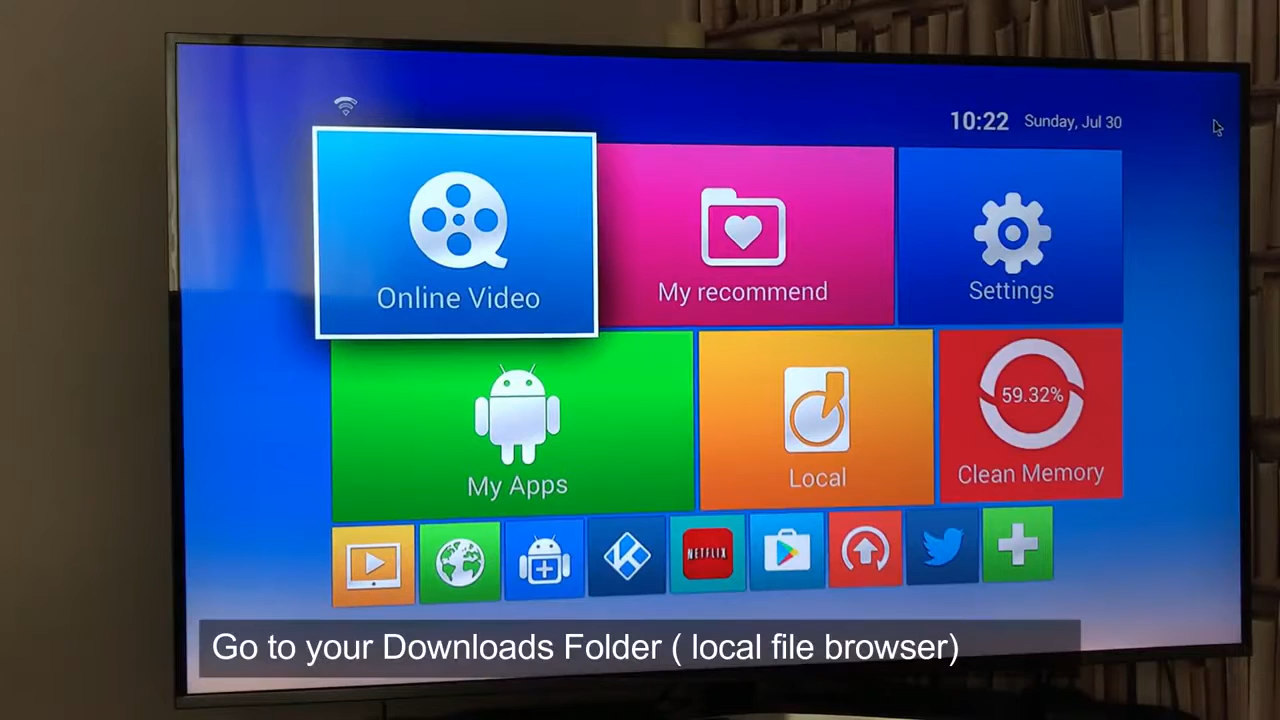 10:22 Sunday, Jul 30
Online Video
My recommend
Settings
My Apps
Local
59.32%
Clean Memory
NETFLIX
Go to your Downloads Folder ( local file browser)